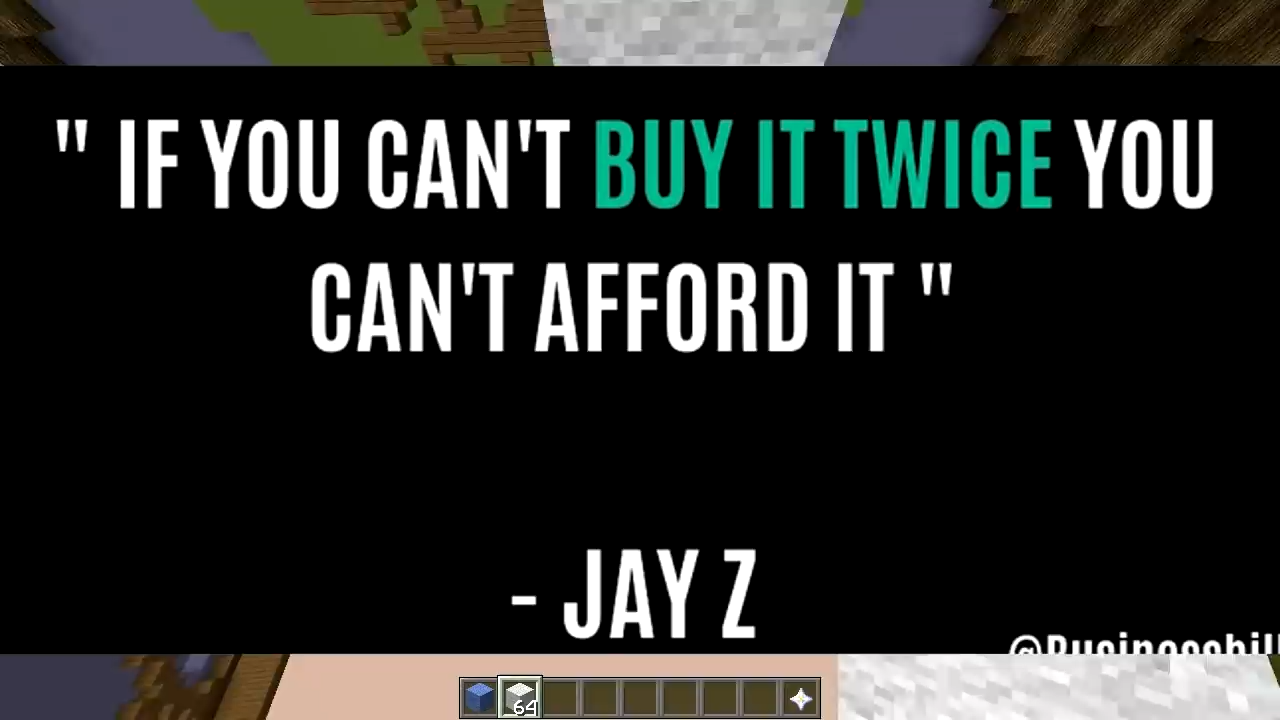 " IF YOU CAN'T BUY IT TWICE YOU
CAN'T AFFORD IT "
- JAY Z
64